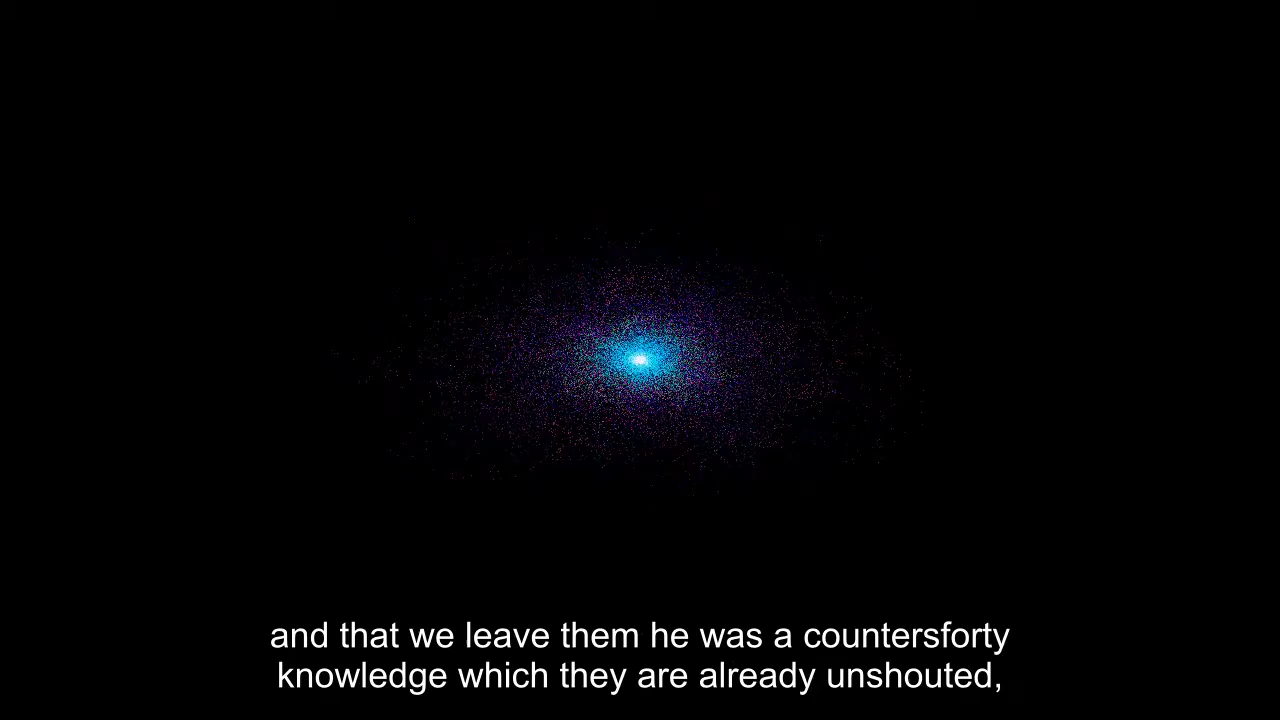 and that we leave them he was a countersforty
knowledge which they are already unshouted,